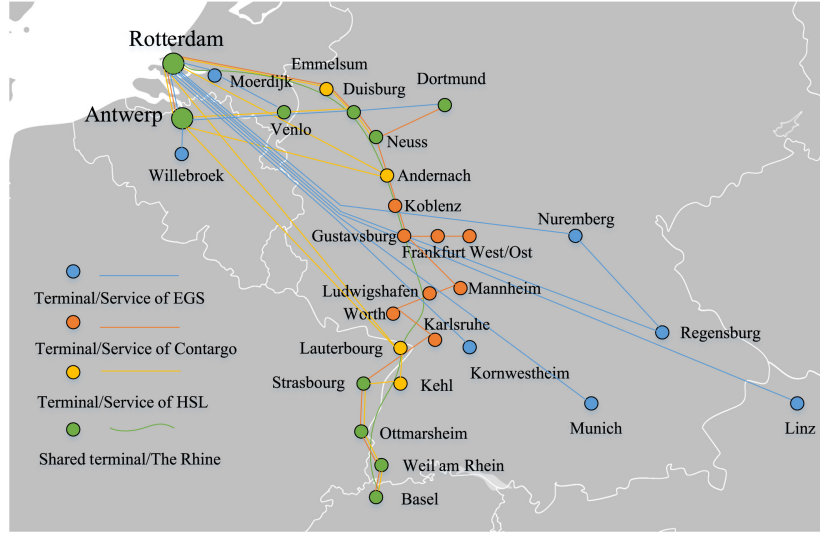 Rotterdam
Emmelsum
Moerdijk
Duisburg
Dortmund
Antwerp
Venlo
Neuss
Willebroek
Andernach
Koblenz
Nuremberg
Gustavsburg
Frankfurt West/Ost
Terminal/Service of EGS
Ludwigshafen
Mannheim
Worth
Karlsruhe
Regensburg
Terminal/Service of Contargo
Lauterbourg
Kornwestheim
Strasbourg
Kehl
Terminal/Service of HSL
Munich
Linz
Ottmarsheim
Shared terminal/The Rhine
Weil am Rhein
Basel